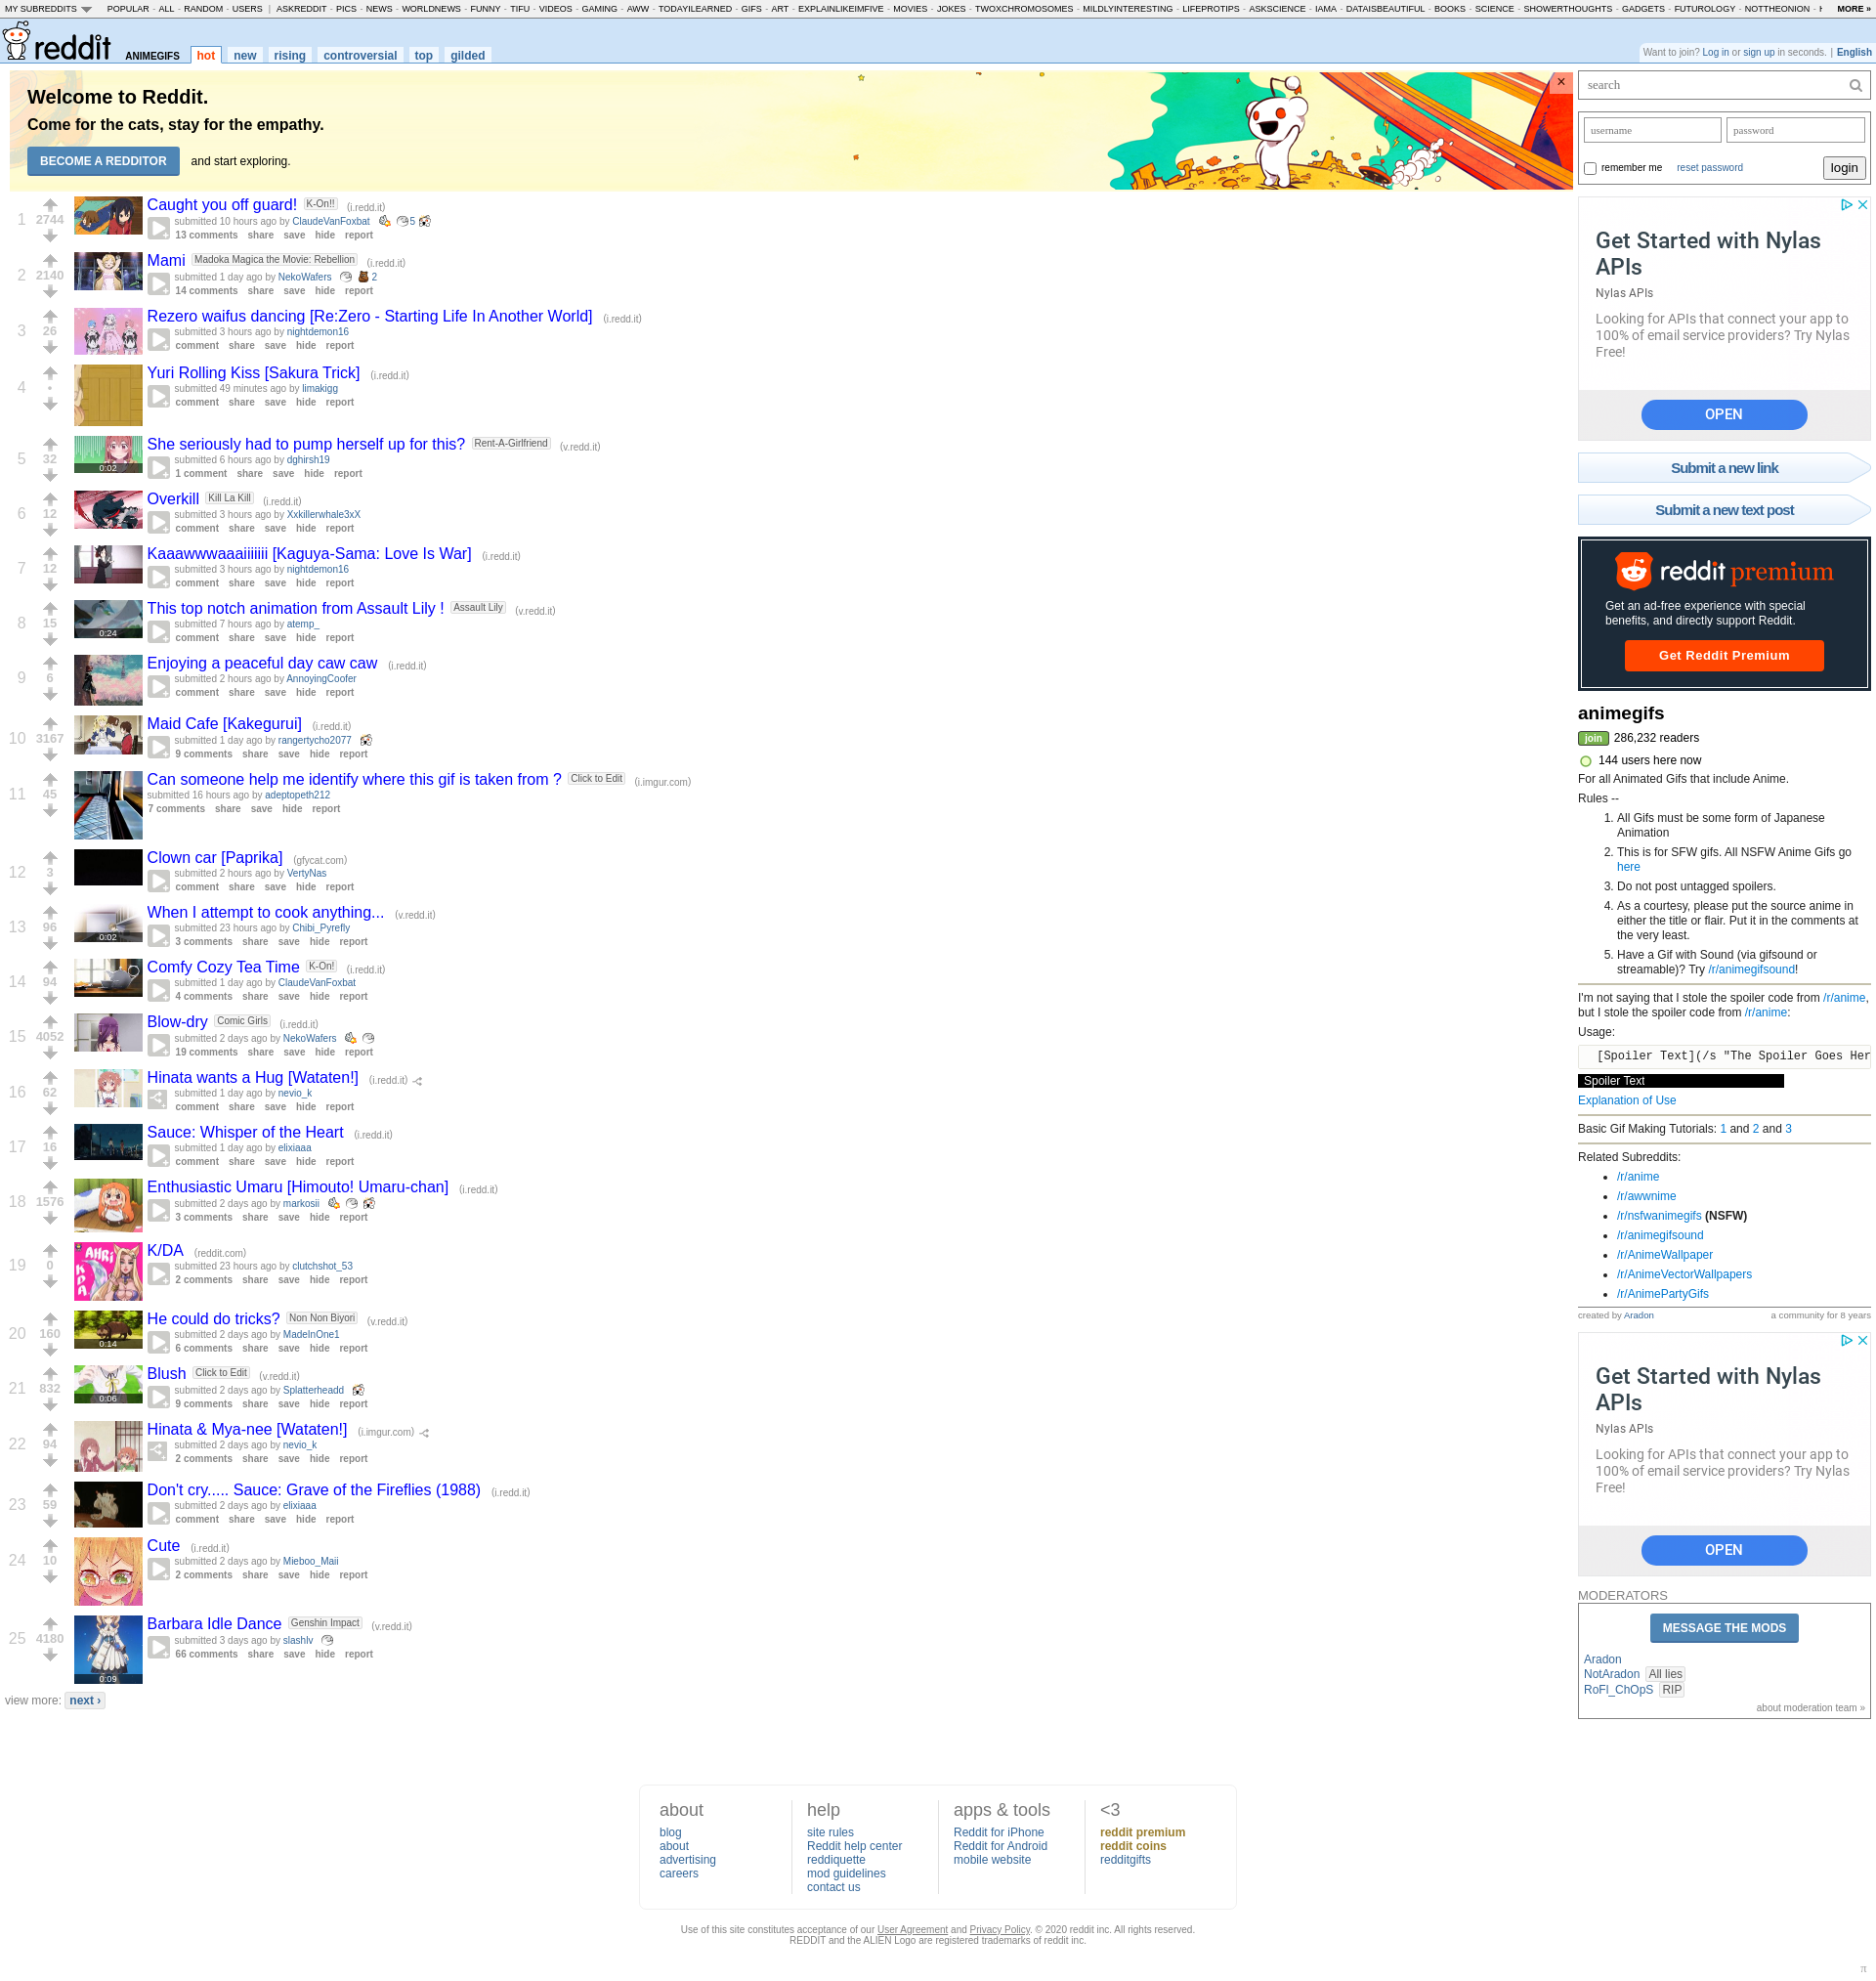 MY SUBREDDITS POPULAR - ALL - RANDOM - USERS | ASKREDDIT - PICS - NEWS - WORLDNEWS - FUNNY - TIFU - VIDEOS - GAMING - AWW - TODAYILEARNED - GIFS - ART - EXPLAINLIKEIMFIVE - MOVIES - JOKES - TWOXCHROMOSOMES - MILDLYINTERESTING - LIFEPROTIPS - ASKSCIENCE - IAMA - DATAISBEAUTIFUL - BOOKS - SCIENCE - SHOWERTHOUGHTS - GADGETS - FUTUROLOGY - NOTTHEONION - MORE »
reddit ANIMEGIFS hot new rising controversial top gilded
Want to join? Log in or sign up in seconds. | English
Welcome to Reddit.
Come for the cats, stay for the empathy.
BECOME A REDDITOR and start exploring.
×
1 2744 Caught you off guard! K-On!! (i.redd.it)
submitted 10 hours ago by ClaudeVanFoxbat 5
13 comments share save hide report
2 2140 Mami Madoka Magica the Movie: Rebellion (i.redd.it)
submitted 1 day ago by NekoWafers 2
14 comments share save hide report
3 26 Rezero waifus dancing [Re:Zero - Starting Life In Another World] (i.redd.it)
submitted 3 hours ago by nightdemon16
comment share save hide report
4 • Yuri Rolling Kiss [Sakura Trick] (i.redd.it)
submitted 49 minutes ago by limakigg
comment share save hide report
5 32 0:02 She seriously had to pump herself up for this? Rent-A-Girlfriend (v.redd.it)
submitted 6 hours ago by dghirsh19
1 comment share save hide report
6 12 Overkill Kill La Kill (i.redd.it)
submitted 3 hours ago by Xxkillerwhale3xX
comment share save hide report
7 12 Kaaawwwaaaiiiiiii [Kaguya-Sama: Love Is War] (i.redd.it)
submitted 3 hours ago by nightdemon16
comment share save hide report
8 15 0:24 This top notch animation from Assault Lily ! Assault Lily (v.redd.it)
submitted 7 hours ago by atemp_
comment share save hide report
9 6 Enjoying a peaceful day caw caw (i.redd.it)
submitted 2 hours ago by AnnoyingCoofer
comment share save hide report
10 3167 Maid Cafe [Kakegurui] (i.redd.it)
submitted 1 day ago by rangertycho2077
9 comments share save hide report
11 45 Can someone help me identify where this gif is taken from ? Click to Edit (i.imgur.com)
submitted 16 hours ago by adeptopeth212
7 comments share save hide report
12 3 Clown car [Paprika] (gfycat.com)
submitted 2 hours ago by VertyNas
comment share save hide report
13 96 0:02 When I attempt to cook anything... (v.redd.it)
submitted 23 hours ago by Chibi_Pyrefly
3 comments share save hide report
14 94 Comfy Cozy Tea Time K-On! (i.redd.it)
submitted 1 day ago by ClaudeVanFoxbat
4 comments share save hide report
15 4052 Blow-dry Comic Girls (i.redd.it)
submitted 2 days ago by NekoWafers
19 comments share save hide report
16 62 Hinata wants a Hug [Wataten!] (i.redd.it)
submitted 1 day ago by nevio_k
comment share save hide report
17 16 Sauce: Whisper of the Heart (i.redd.it)
submitted 1 day ago by elixiaaa
comment share save hide report
18 1576 Enthusiastic Umaru [Himouto! Umaru-chan] (i.redd.it)
submitted 2 days ago by markosii
3 comments share save hide report
19 0 AHRi KDA K/DA (reddit.com)
submitted 23 hours ago by clutchshot_53
2 comments share save hide report
20 160 0:14 He could do tricks? Non Non Biyori (v.redd.it)
submitted 2 days ago by MadeInOne1
6 comments share save hide report
21 832 0:06 Blush Click to Edit (v.redd.it)
submitted 2 days ago by Splatterheadd
9 comments share save hide report
22 94 Hinata & Mya-nee [Wataten!] (i.imgur.com)
submitted 2 days ago by nevio_k
2 comments share save hide report
23 59 Don't cry..... Sauce: Grave of the Fireflies (1988) (i.redd.it)
submitted 2 days ago by elixiaaa
comment share save hide report
24 10 Cute (i.redd.it)
submitted 2 days ago by Mieboo_Maii
2 comments share save hide report
25 4180 0:09 Barbara Idle Dance Genshin Impact (v.redd.it)
submitted 3 days ago by slashlv
66 comments share save hide report
view more: next ›
search
username password
remember me reset password login
Get Started with Nylas
APIs
Nylas APIs
Looking for APIs that connect your app to
100% of email service providers? Try Nylas
Free!
OPEN
Submit a new link
Submit a new text post
reddit premium
Get an ad-free experience with special
benefits, and directly support Reddit.
Get Reddit Premium
animegifs
join 286,232 readers
144 users here now
For all Animated Gifs that include Anime.
Rules --
1. All Gifs must be some form of Japanese
Animation
2. This is for SFW gifs. All NSFW Anime Gifs go
here
3. Do not post untagged spoilers.
4. As a courtesy, please put the source anime in
either the title or flair. Put it in the comments at
the very least.
5. Have a Gif with Sound (via gifsound or
streamable)? Try /r/animegifsound!
I'm not saying that I stole the spoiler code from /r/anime,
but I stole the spoiler code from /r/anime:
Usage:
[Spoiler Text](/s "The Spoiler Goes Her
Spoiler Text
Explanation of Use
Basic Gif Making Tutorials: 1 and 2 and 3
Related Subreddits:
• /r/anime
• /r/awwnime
• /r/nsfwanimegifs (NSFW)
• /r/animegifsound
• /r/AnimeWallpaper
• /r/AnimeVectorWallpapers
• /r/AnimePartyGifs
created by Aradon a community for 8 years
Get Started with Nylas
APIs
Nylas APIs
Looking for APIs that connect your app to
100% of email service providers? Try Nylas
Free!
OPEN
MODERATORS
MESSAGE THE MODS
Aradon
NotAradon All lies
RoFl_ChOpS RIP
about moderation team »
about help apps & tools <3
blog site rules Reddit for iPhone reddit premium
about Reddit help center Reddit for Android reddit coins
advertising reddiquette mobile website redditgifts
careers mod guidelines
contact us
Use of this site constitutes acceptance of our User Agreement and Privacy Policy. © 2020 reddit inc. All rights reserved.
REDDIT and the ALIEN Logo are registered trademarks of reddit inc.
π